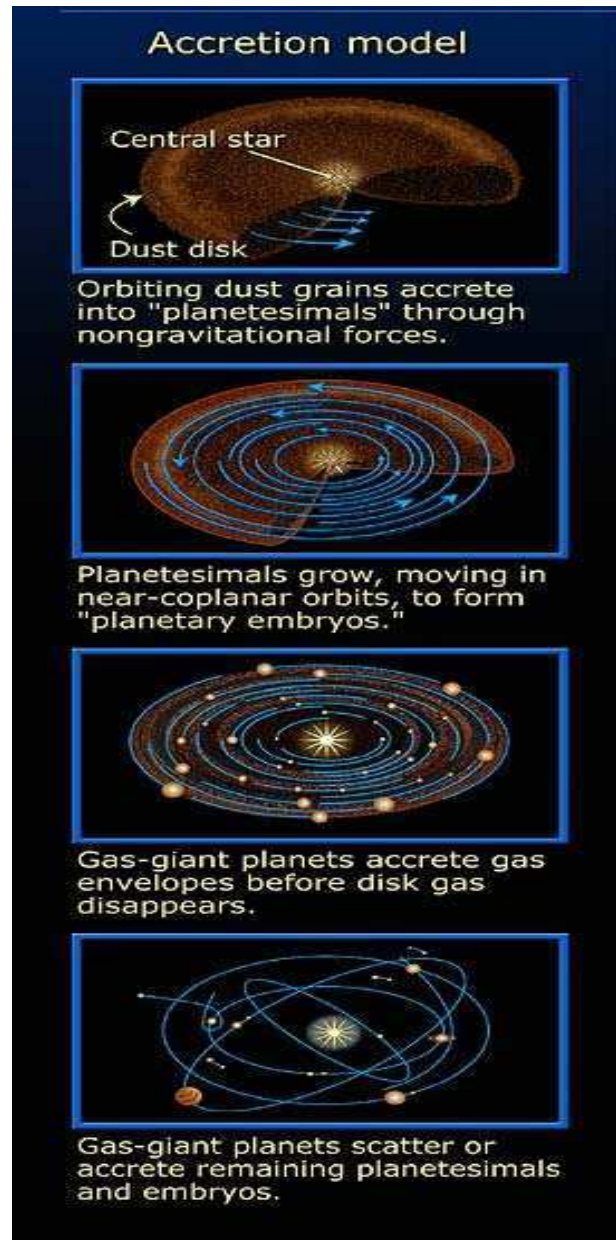 Accretion model
Central star
Dust disk
Orbiting dust grains accrete
into "planetesimals" through
nongravitational forces.
Planetesimals grow, moving in
near-coplanar orbits, to form
"planetary embryos."
Gas-giant planets accrete gas
envelopes before disk gas
disappears.
Gas-giant planets scatter or
accrete remaining planetesimals
and embryos.